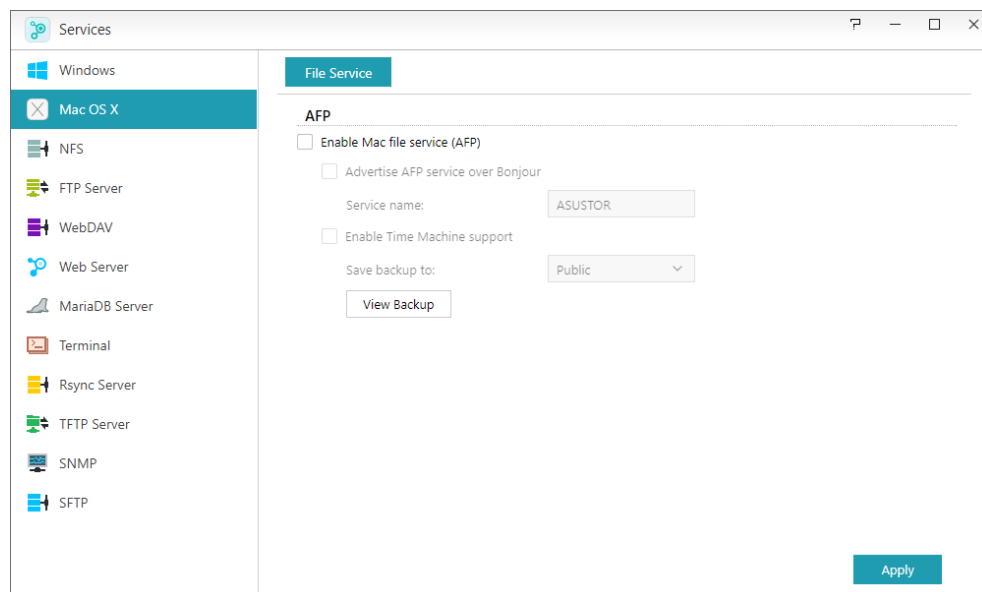 Services
Windows
Mac OS X
NFS
FTP Server
WebDAV
Web Server
MariaDB Server
Terminal
Rsync Server
TFTP Server
SNMP
SFTP
File Service
AFP
Enable Mac file service (AFP)
Advertise AFP service over Bonjour
Service name: ASUSTOR
Enable Time Machine support
Save backup to: Public
View Backup
Apply